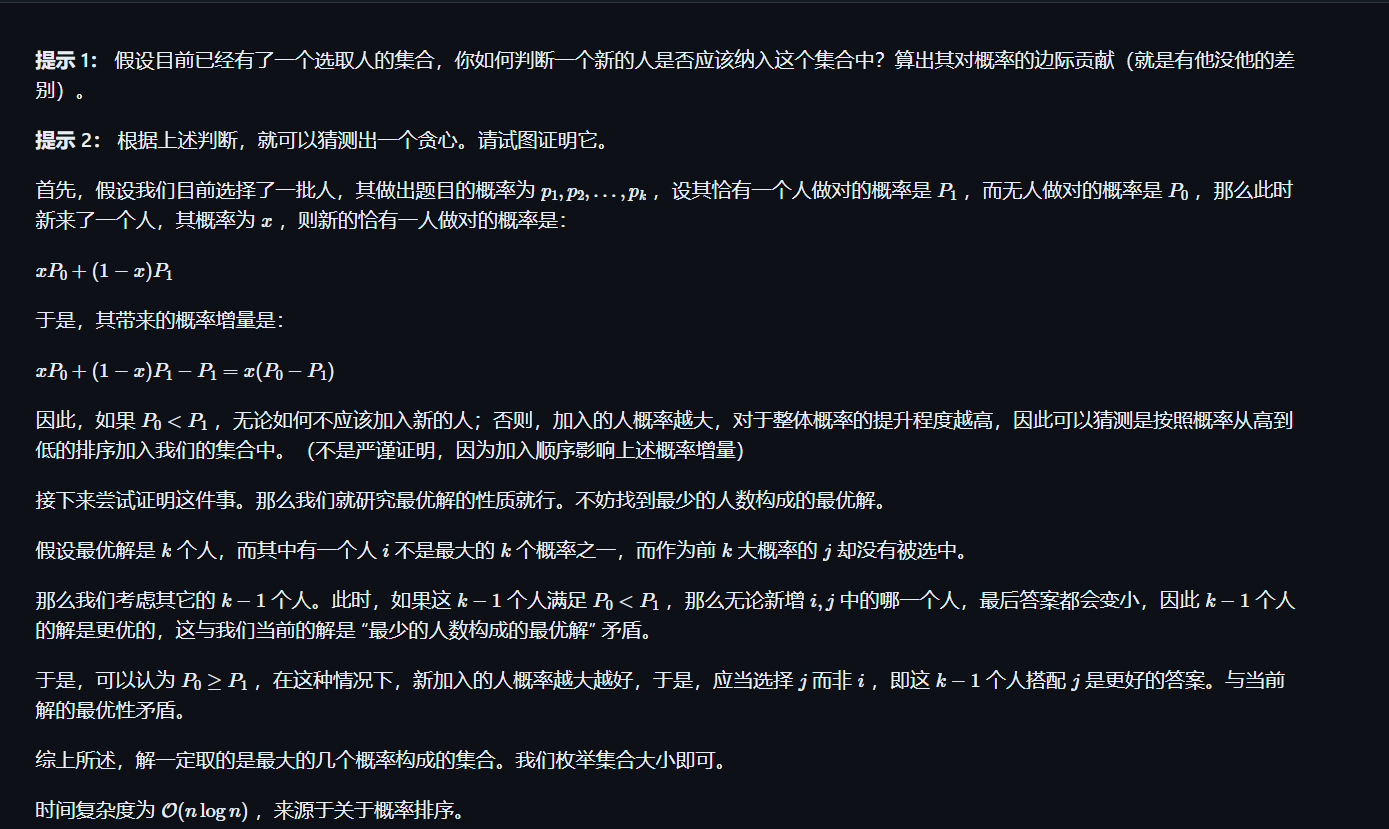 提示 1： 假设目前已经有了一个选取人的集合，你如何判断一个新的人是否应该纳入这个集合中？算出其对概率的边际贡献（就是有他没他的差
别）。
提示 2： 根据上述判断，就可以猜测出一个贪心。请试图证明它。
首先，假设我们目前选择了一批人，其做出题目的概率为 p₁, p₂, …, pₖ ，设其恰有一个人做对的概率是 P₁ ，而无人做对的概率是 P₀ ，那么此时
新来了一个人，其概率为 x ，则新的恰有一人做对的概率是：
xP₀ + (1 − x)P₁
于是，其带来的概率增量是：
xP₀ + (1 − x)P₁ − P₁ = x(P₀ − P₁)
因此，如果 P₀ < P₁ ，无论如何不应该加入新的人；否则，加入的人概率越大，对于整体概率的提升程度越高，因此可以猜测是按照概率从高到
低的排序加入我们的集合中。（不是严谨证明，因为加入顺序影响上述概率增量）
接下来尝试证明这件事。那么我们就研究最优解的性质就行。不妨找到最少的人数构成的最优解。
假设最优解是 k 个人，而其中有一个人 i 不是最大的 k 个概率之一，而作为前 k 大概率的 j 却没有被选中。
那么我们考虑其它的 k − 1 个人。此时，如果这 k − 1 个人满足 P₀ < P₁ ，那么无论新增 i, j 中的哪一个人，最后答案都会变小，因此 k − 1 个人
的解是更优的，这与我们当前的解是 “最少的人数构成的最优解” 矛盾。
于是，可以认为 P₀ ≥ P₁ ，在这种情况下，新加入的人概率越大越好，于是，应当选择 j 而非 i ，即这 k − 1 个人搭配 j 是更好的答案。与当前
解的最优性矛盾。
综上所述，解一定取的是最大的几个概率构成的集合。我们枚举集合大小即可。
时间复杂度为 𝒪(n log n) ，来源于关于概率排序。